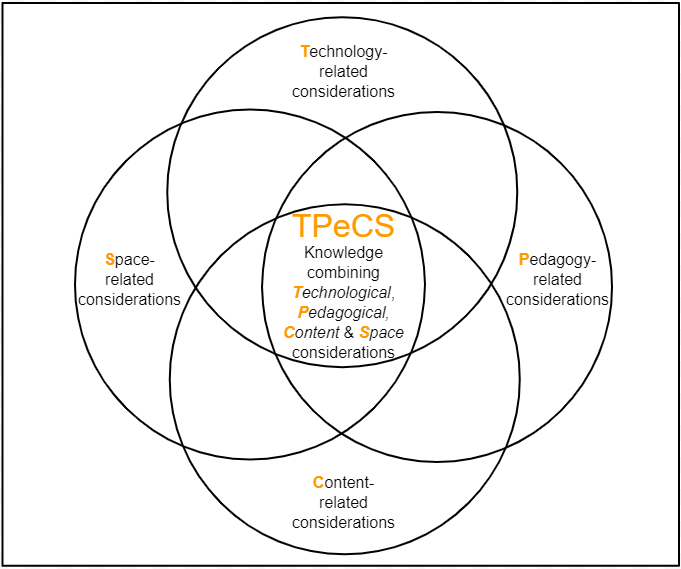 Technology-
related
considerations
Space-
related
considerations
TPeCS
Knowledge
combining
Technological,
Pedagogical,
Content & Space
considerations
Pedagogy-
related
considerations
Content-
related
considerations